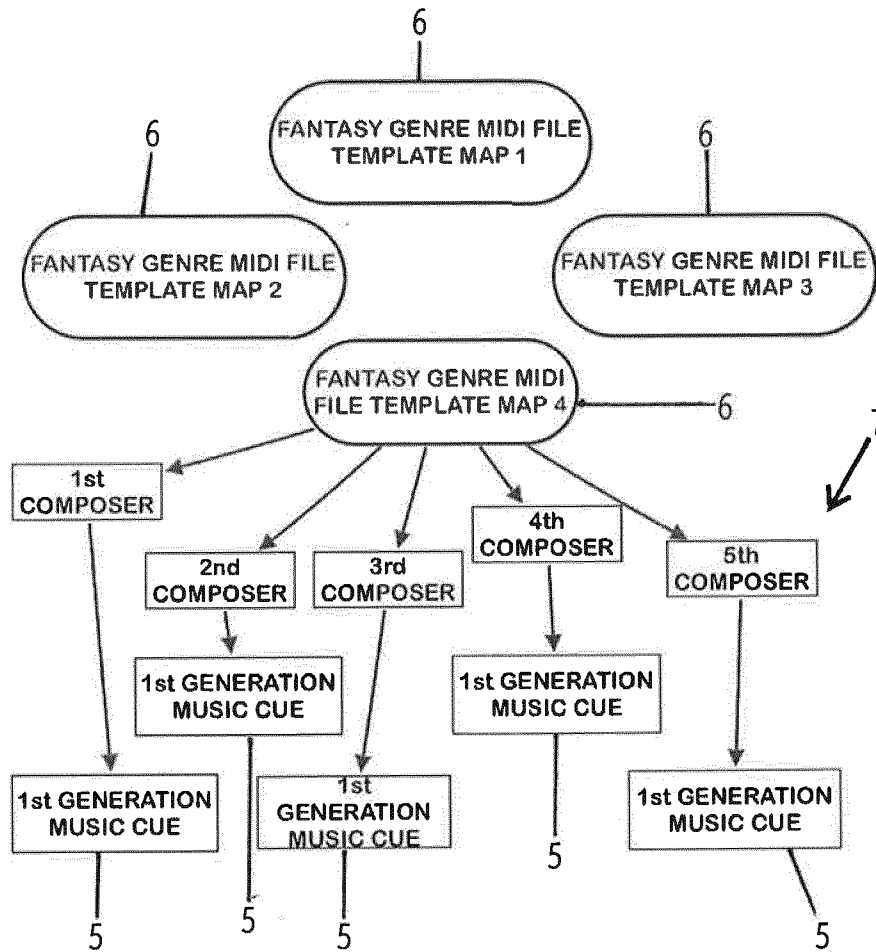 6
FANTASY GENRE MIDI FILE
TEMPLATE MAP 1
6
6
FANTASY GENRE MIDI FILE
TEMPLATE MAP 2
FANTASY GENRE MIDI FILE
TEMPLATE MAP 3
FANTASY GENRE MIDI
FILE TEMPLATE MAP 4
6
1st
COMPOSER
2nd
COMPOSER
3rd
COMPOSER
4th
COMPOSER
5th
COMPOSER
1st GENERATION
MUSIC CUE
1st GENERATION
MUSIC CUE
1st GENERATION
MUSIC CUE
1st
GENERATION
MUSIC CUE
1st GENERATION
MUSIC CUE
5
5
5
5
5